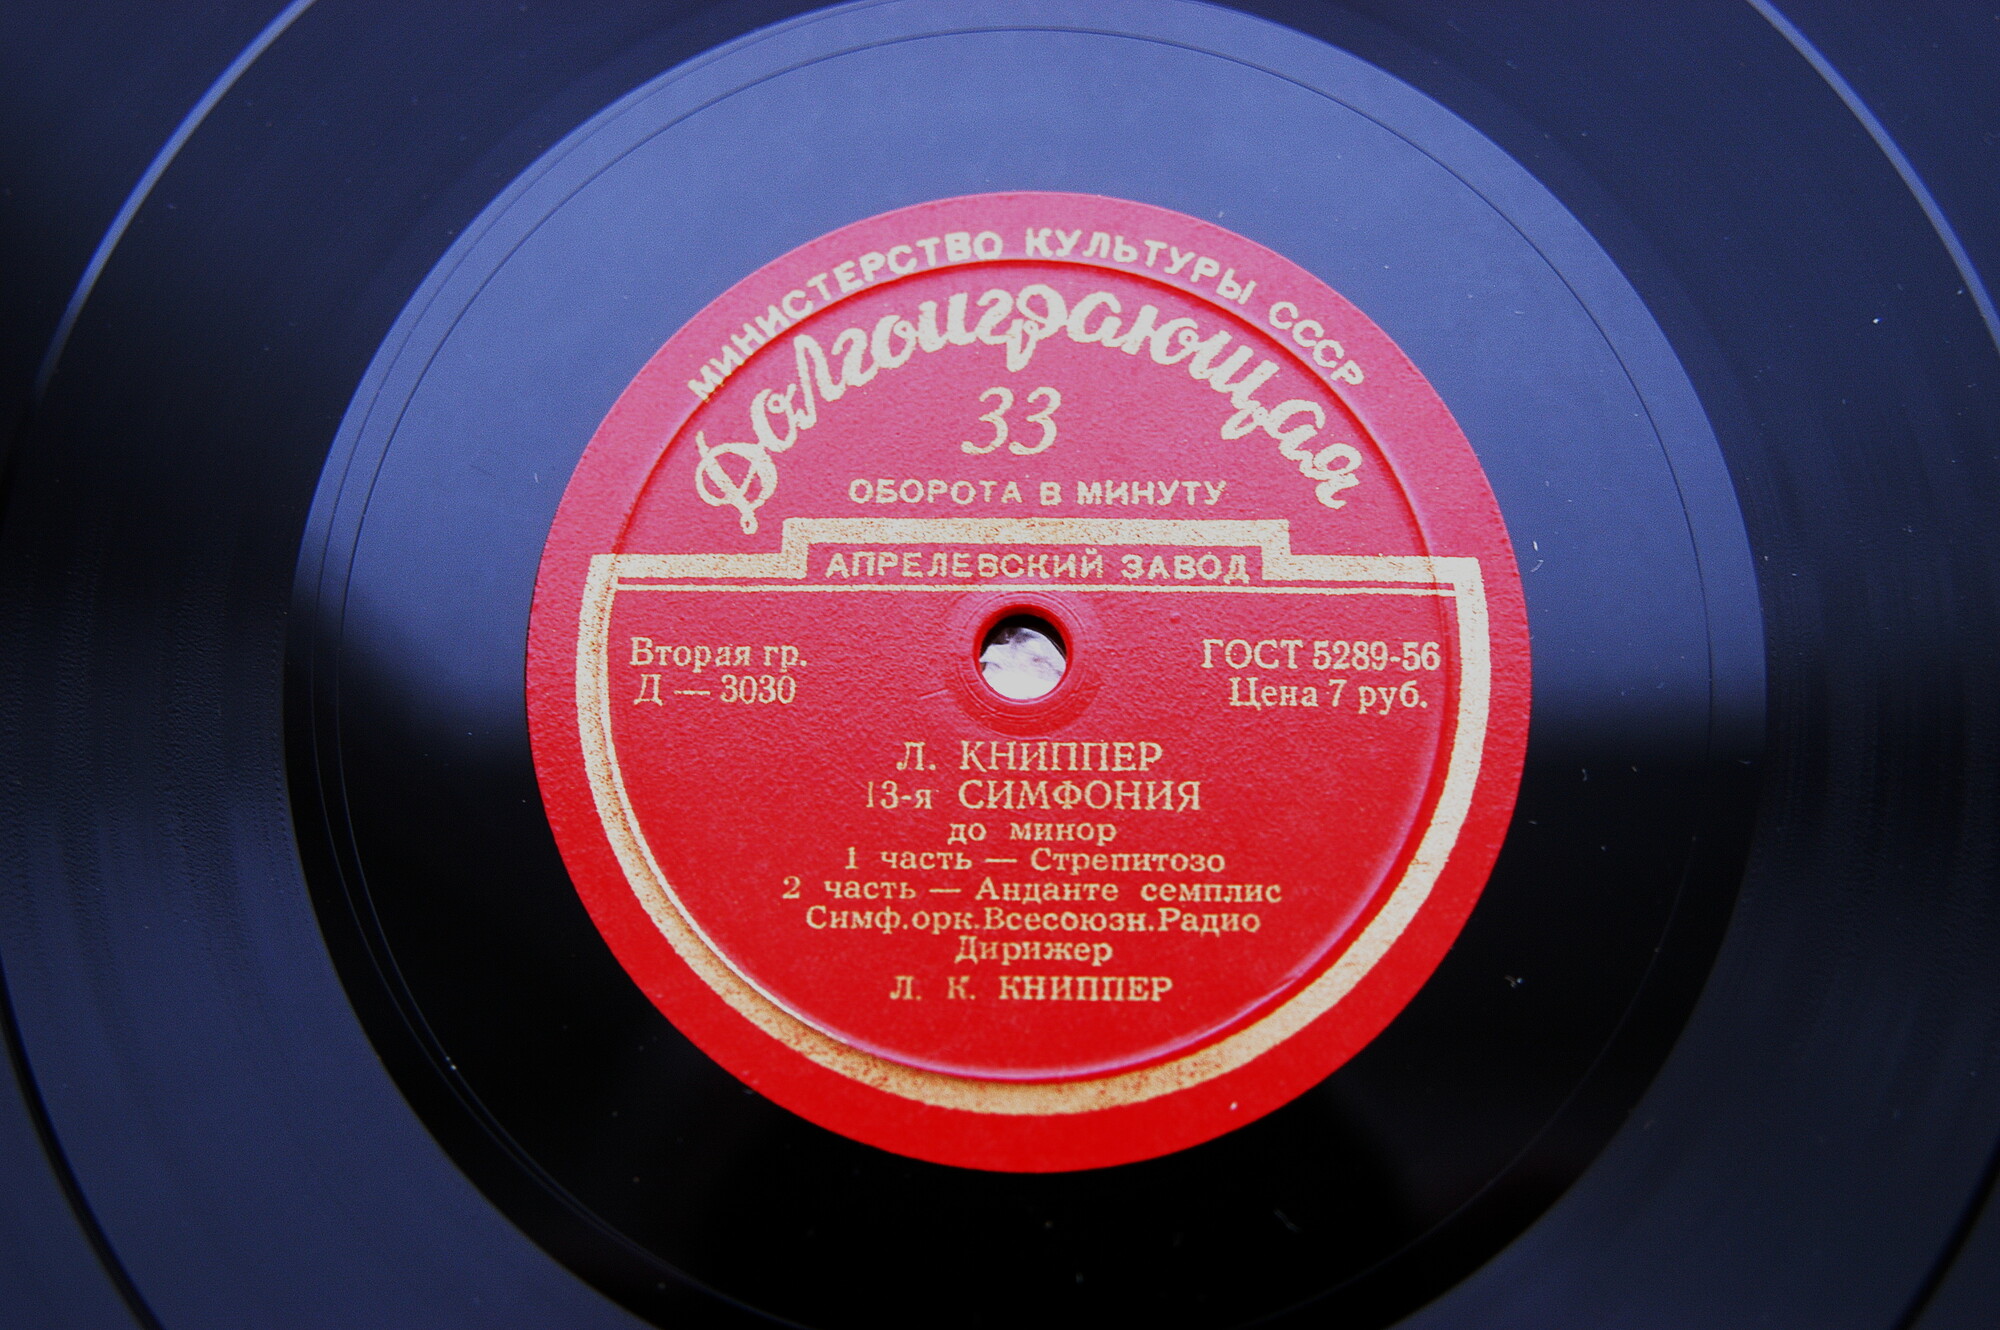 МИНИСТЕРСТВО КУЛЬТУРЫ СССР
Долгоиграющая
33
ОБОРОТА В МИНУТУ
АПРЕЛЕВСКИЙ ЗАВОД
Вторая гр.
Д — 3030
ГОСТ 5289-56
Цена 7 руб.
Л. КНИППЕР
13-я СИМФОНИЯ
до минор
1 часть — Стрепитозо
2 часть — Анданте семплис
Симф.орк.Всесоюзн.Радио
Дирижер
Л. К. КНИППЕР